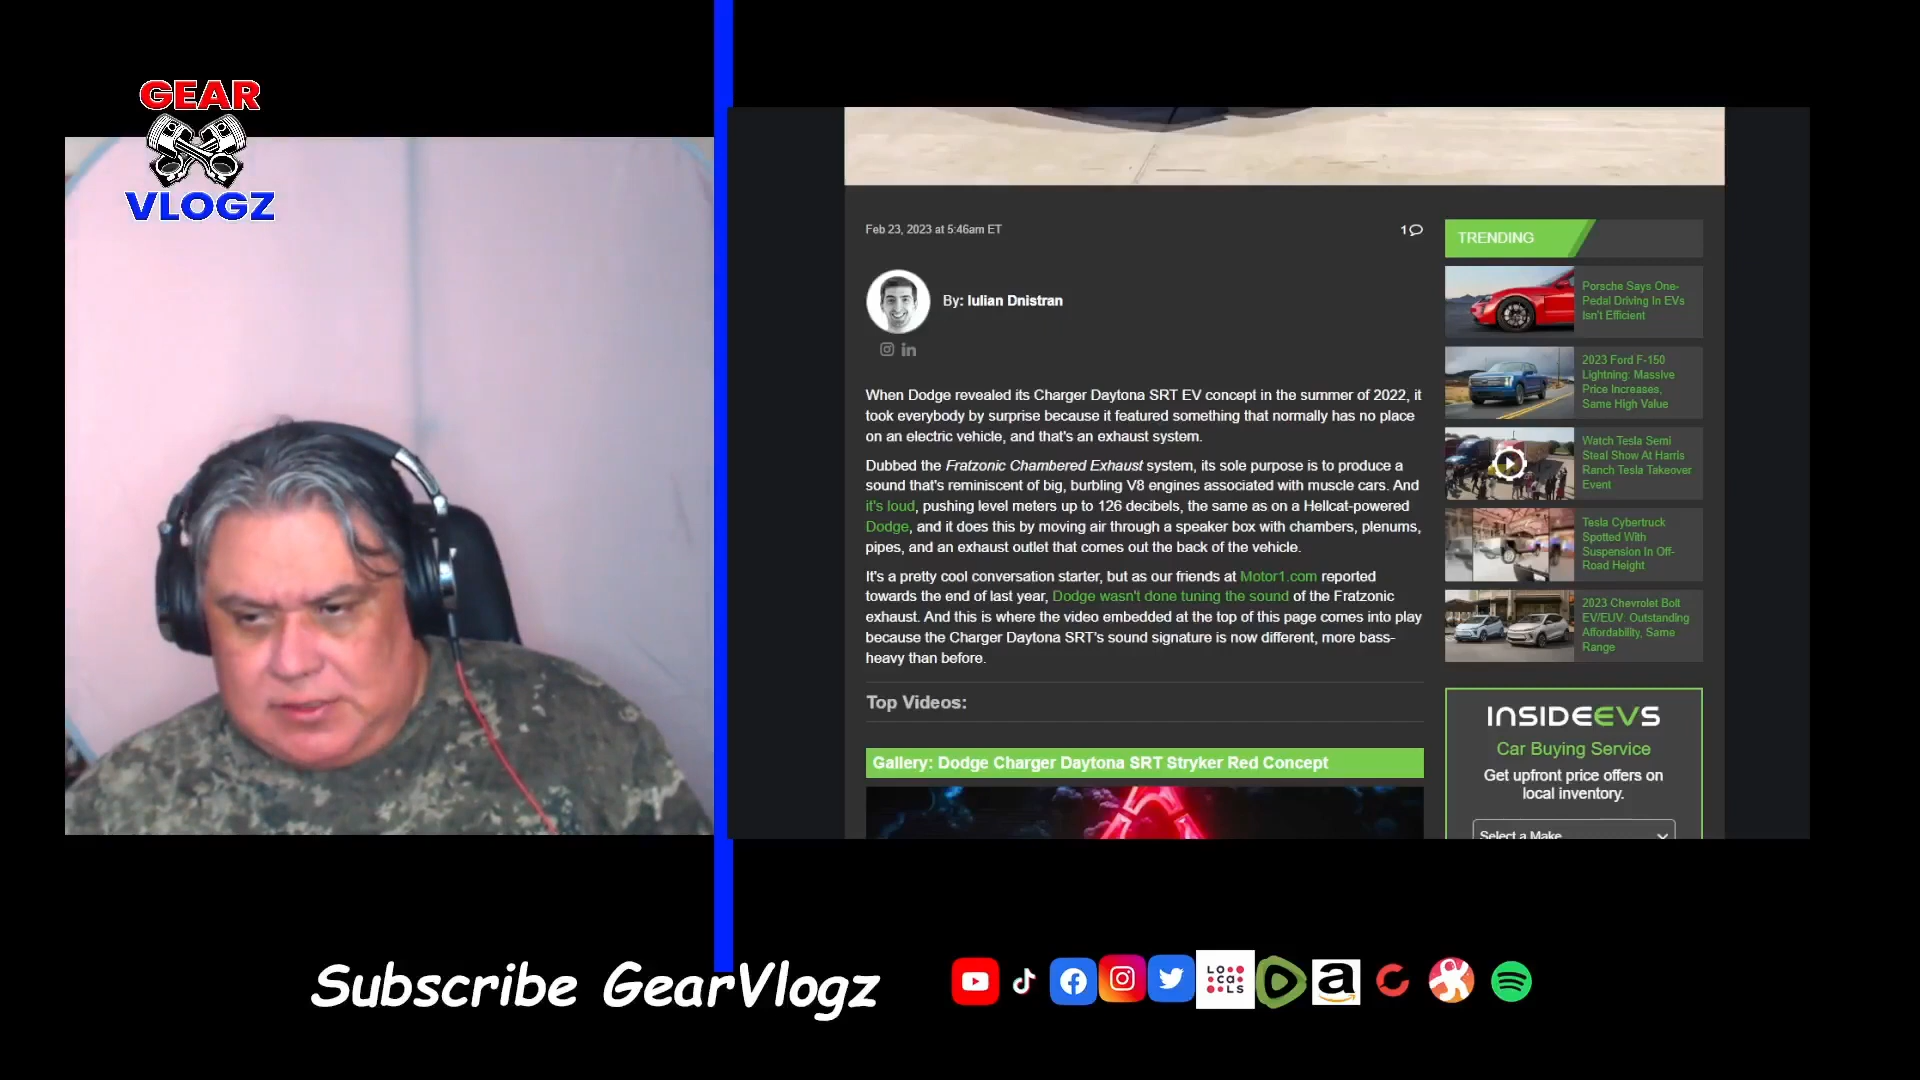 GEAR
VLOGZ
Feb 23, 2023 at 5:46am ET
1
By: Iulian Dnistran
When Dodge revealed its Charger Daytona SRT EV concept in the summer of 2022, it
took everybody by surprise because it featured something that normally has no place
on an electric vehicle, and that's an exhaust system.
Dubbed the Fratzonic Chambered Exhaust system, its sole purpose is to produce a
sound that's reminiscent of big, burbling V8 engines associated with muscle cars. And
it's loud, pushing level meters up to 126 decibels, the same as on a Hellcat-powered
Dodge, and it does this by moving air through a speaker box with chambers, plenums,
pipes, and an exhaust outlet that comes out the back of the vehicle.
It's a pretty cool conversation starter, but as our friends at Motor1.com reported
towards the end of last year, Dodge wasn't done tuning the sound of the Fratzonic
exhaust. And this is where the video embedded at the top of this page comes into play
because the Charger Daytona SRT's sound signature is now different, more bass-
heavy than before.
Top Videos:
Gallery: Dodge Charger Daytona SRT Stryker Red Concept
TRENDING
Porsche Says One-
Pedal Driving In EVs
Isn't Efficient
2023 Ford F-150
Lightning: Massive
Price Increases,
Same High Value
Watch Tesla Semi
Steal Show At Harris
Ranch Tesla Takeover
Event
Tesla Cybertruck
Spotted With
Suspension In Off-
Road Height
2023 Chevrolet Bolt
EV/EUV: Outstanding
Affordability, Same
Range
INSIDEEVS
Car Buying Service
Get upfront price offers on
local inventory.
Select a Make
Subscribe GearVlogz
LO
CA
LS